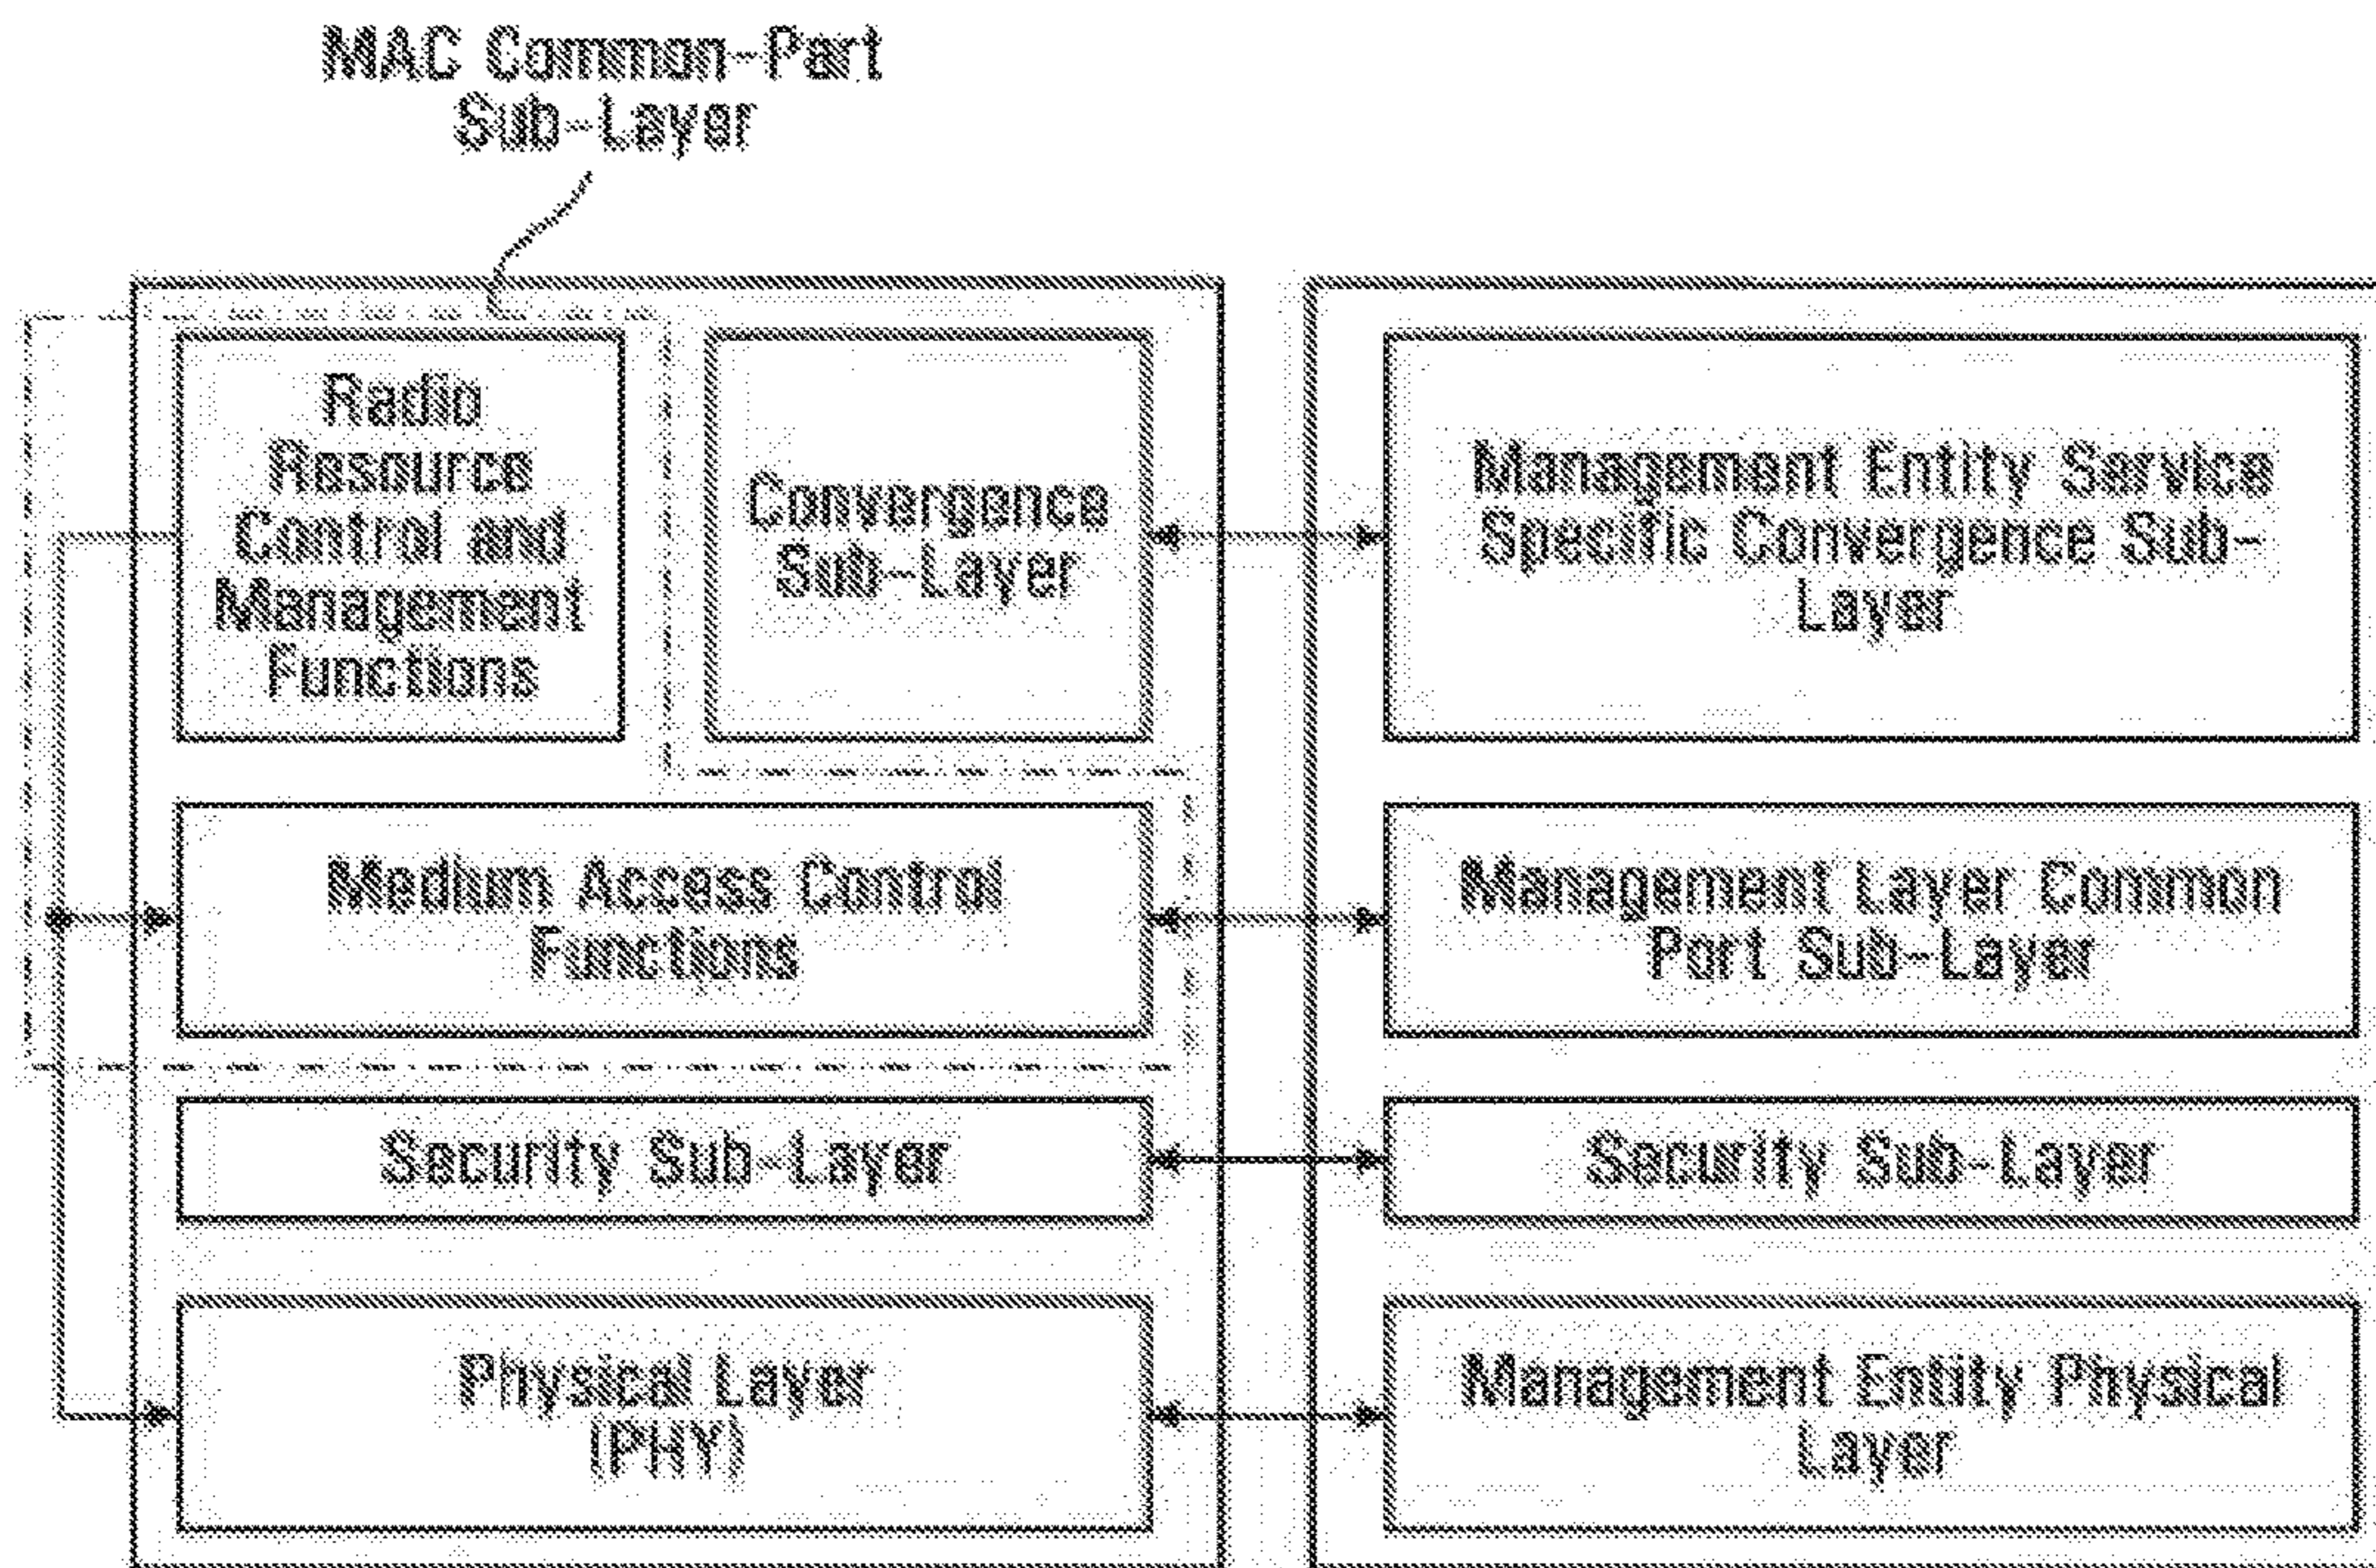 MAC Common-Part
Sub-Layer
Radio
Resource
Control and
Management
Functions
Convergence
Sub-Layer
Management Entity Service
Specific Convergence Sub-
Layer
Medium Access Control
Functions
Management Layer Common
Part Sub-Layer
Security Sub-Layer
Security Sub-Layer
Physical Layer
(PHY)
Management Entity Physical
Layer